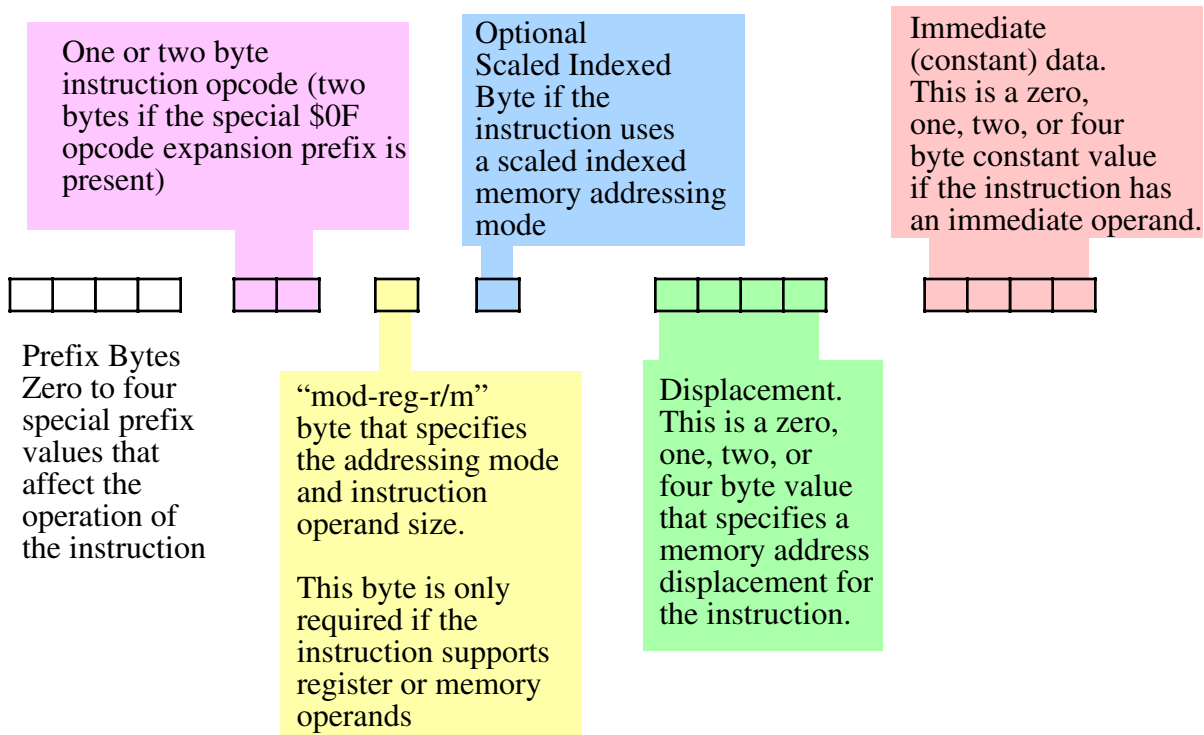 One or two byte
instruction opcode (two
bytes if the special $0F
opcode expansion prefix is
present)
Optional
Scaled Indexed
Byte if the
instruction uses
a scaled indexed
memory addressing
mode
Immediate
(constant) data.
This is a zero,
one, two, or four
byte constant value
if the instruction has
an immediate operand.
Prefix Bytes
Zero to four
special prefix
values that
affect the
operation of
the instruction
“mod-reg-r/m”
byte that specifies
the addressing mode
and instruction
operand size.
This byte is only
required if the
instruction supports
register or memory
operands
Displacement.
This is a zero,
one, two, or
four byte value
that specifies a
memory address
displacement for
the instruction.